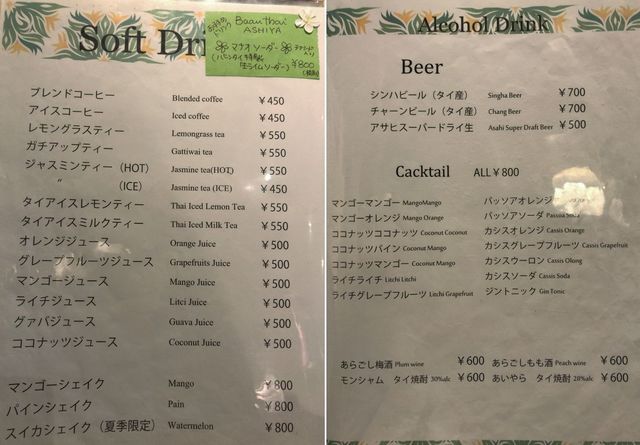 Soft Dri
Baan thai
ASHIYA
マナオソーダー
¥800
ブレンドコーヒー Blended coffee ¥450
アイスコーヒー Iced coffee ¥450
レモングラスティー Lemongrass tea ¥550
ガチアップティー Gattiwai tea ¥550
ジャスミンティー（HOT） Jasmine tea(HOT) ¥550
〃 （ICE） Jasmine tea (ICE) ¥450
タイアイスレモンティー Thai Iced Lemon Tea ¥550
タイアイスミルクティー Thai Iced Milk Tea ¥550
オレンジジュース Orange Juice ¥500
グレープフルーツジュース Grapefruits Juice ¥500
マンゴージュース Mango Juice ¥500
ライチジュース Litci Juice ¥500
グァバジュース Guava Juice ¥500
ココナッツジュース Coconut Juice ¥500
マンゴーシェイク Mango ¥800
パインシェイク Pain ¥800
スイカシェイク（夏季限定） Watermelon ¥800
Alcohol Drink
Beer
シンハビール（タイ産） Singha Beer ¥700
チャーンビール（タイ産） Chang Beer ¥700
アサヒスーパードライ生 Asahi Super Draft Beer ¥500
Cacktail ALL¥800
マンゴーマンゴー MangoMango
マンゴーオレンジ Mango Orange
ココナッツココナッツ Coconut Coconut
ココナッツパイン Coconut Mango
ココナッツマンゴー Coconut Mango
ライチライチ Litchi Litchi
ライチグレープフルーツ Litchi Grapefruit
パッソアオレンジ
パッソアソーダ Passoa Soda
カシスオレンジ Cassis Orange
カシスグレープフルーツ Cassis Grapefruit
カシスウーロン Cassis Olong
カシスソーダ Cassis Soda
ジントニック Gin Tonic
あらごし梅酒 Plum wine ¥600 あらごしもも酒 Peach wine ¥600
モンシャム タイ焼酎 30%alc ¥600 あいやら タイ焼酎 28%alc ¥600